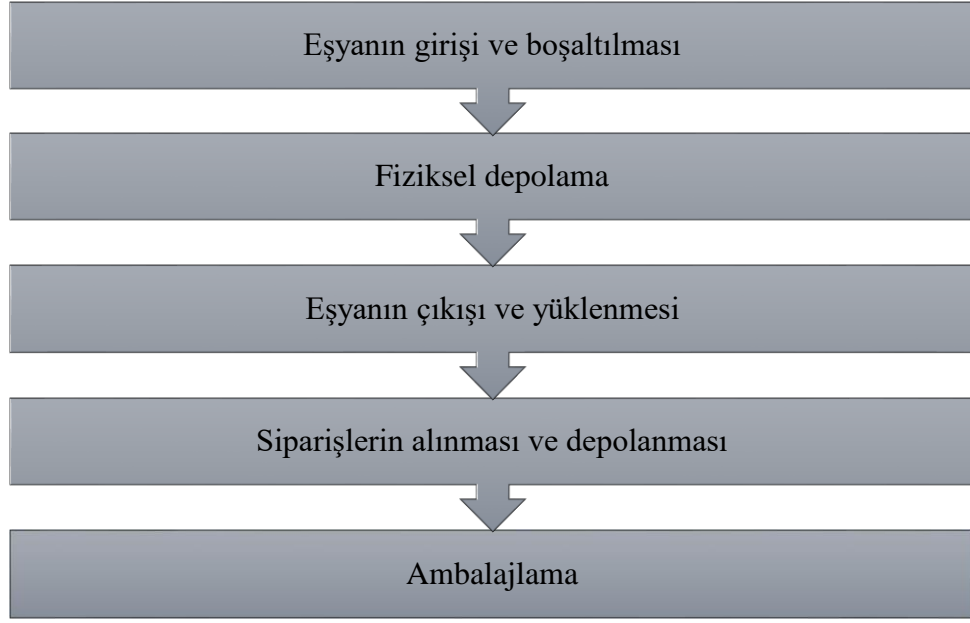 Eşyanın girişi ve boşaltılması
Fiziksel depolama
Eşyanın çıkışı ve yüklenmesi
Siparişlerin alınması ve depolanması
Ambalajlama